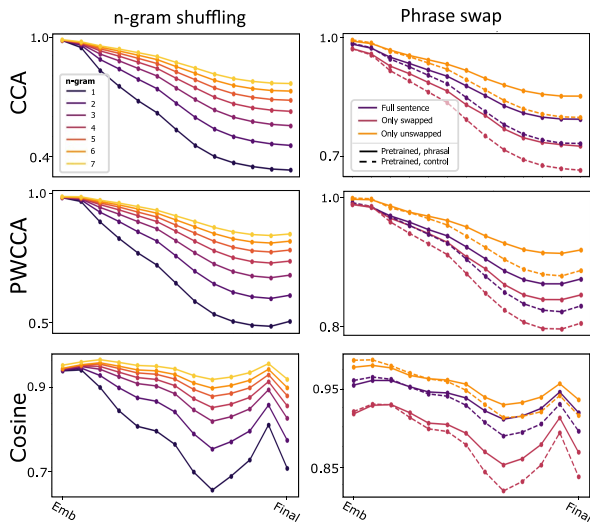 n-gram shuffling
Phrase swap
CCA
1.0
0.4
n-gram
1
2
3
4
5
6
7
1.0
0.7
Full sentence
Only swapped
Only unswapped
Pretrained, phrasal
Pretrained, control
PWCCA
1.0
0.5
1.0
0.8
Cosine
0.9
0.7
Emb
Final
0.95
0.85
Emb
Final